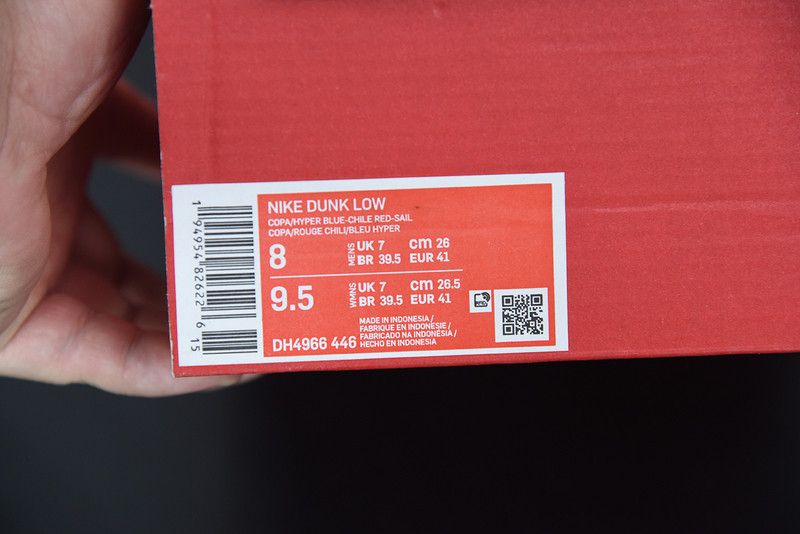 NIKE DUNK LOW
COPA/HYPER BLUE-CHILE RED-SAIL
COPA/ROUGE CHILI/BLEU HYPER
8 MENS UK 7 cm 26
BR 39.5 EUR 41
9.5 WMNS UK 7 cm 26.5
BR 39.5 EUR 41
DH4966 446
MADE IN INDONESIA /
FABRIQUE EN INDONESIE /
FABRICADO NA INDONÉSIA /
HECHO EN INDONESIA
1 94954 82622 6 15